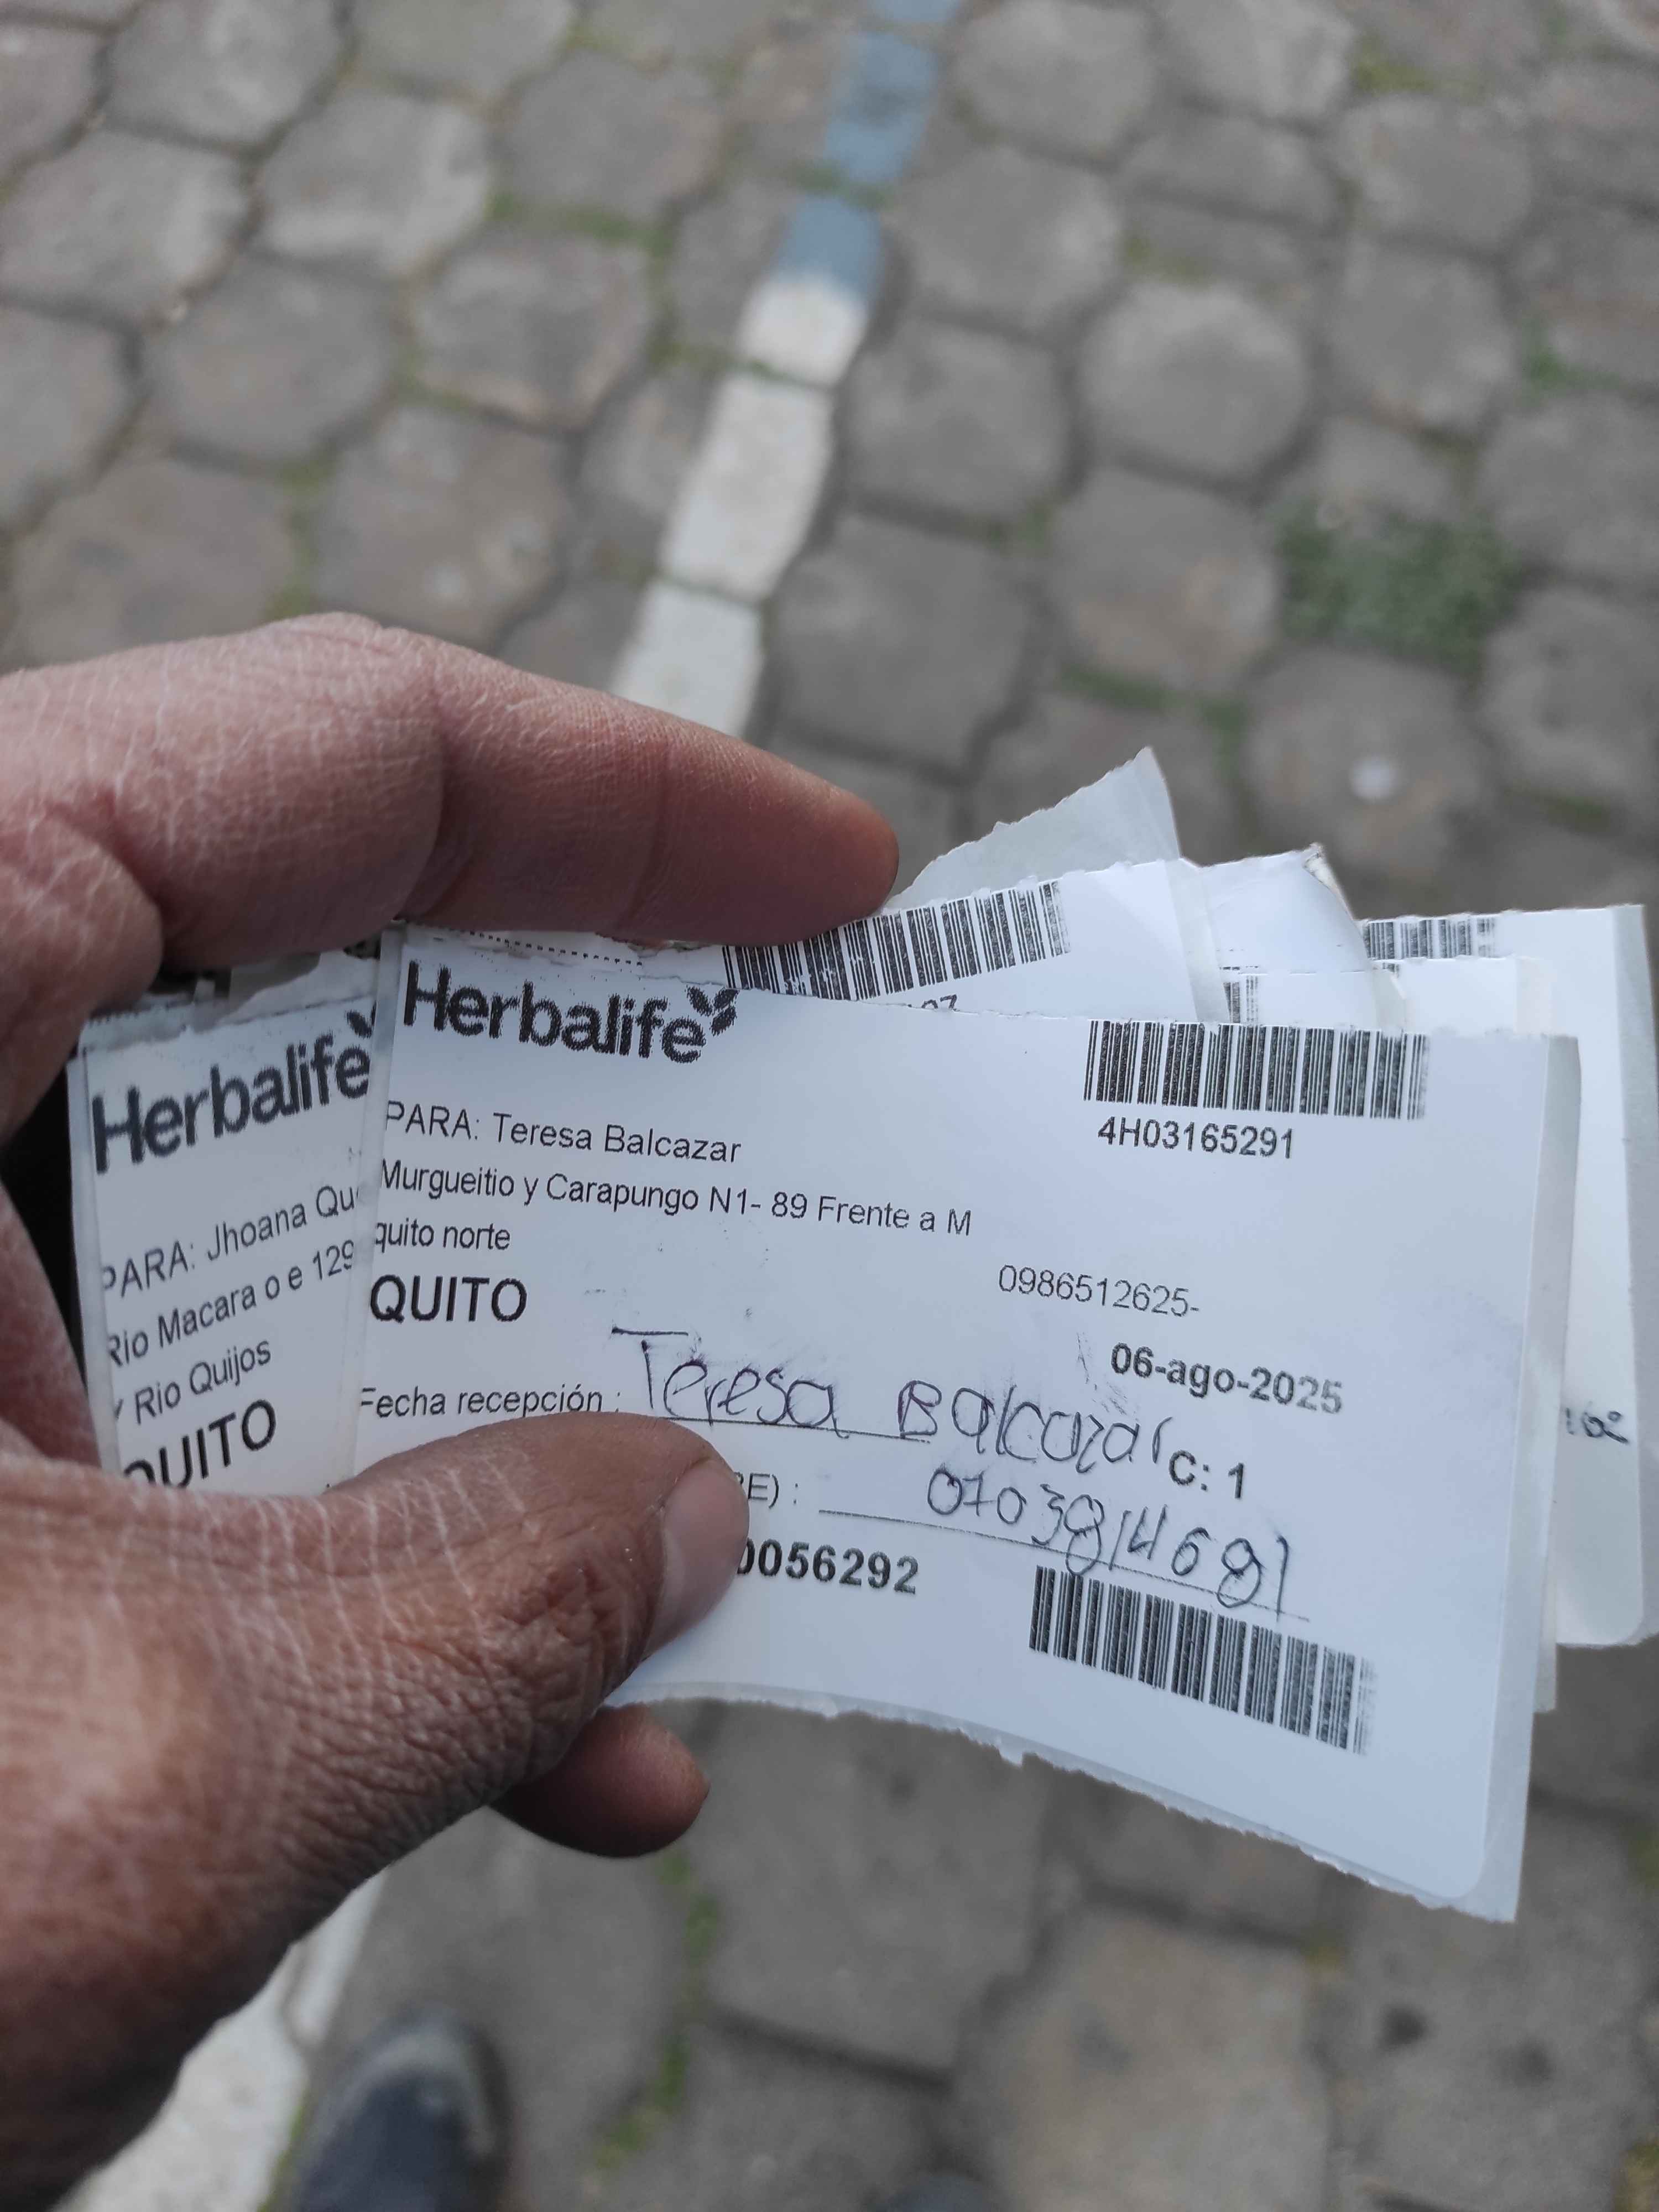 Herbalife
4H03165291
PARA: Teresa Balcazar
Murgueitio y Carapungo N1- 89 Frente a M
quito norte
QUITO
0986512625-
06-ago-2025
Fecha recepción : Teresa Balcazar
C: 1
E) :
0056292
Herbalife
PARA: Jhoana Qu
Rio Macara o e 129
y Rio Quijos
QUITO